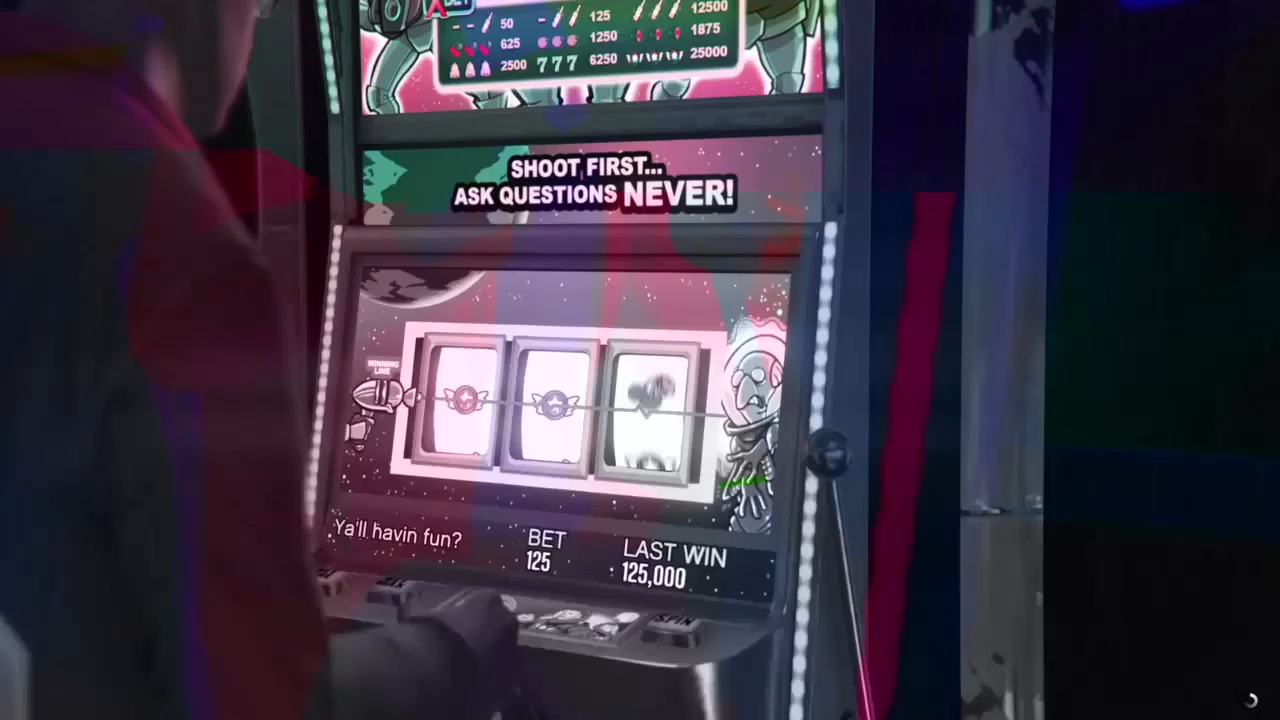 50 125 12500
625 1250 1875
2500 777 6250 25000
SHOOT FIRST...
ASK QUESTIONS NEVER!
WINNING
LINE
Ya'll havin fun?
BET
125
LAST WIN
125,000
SPIN